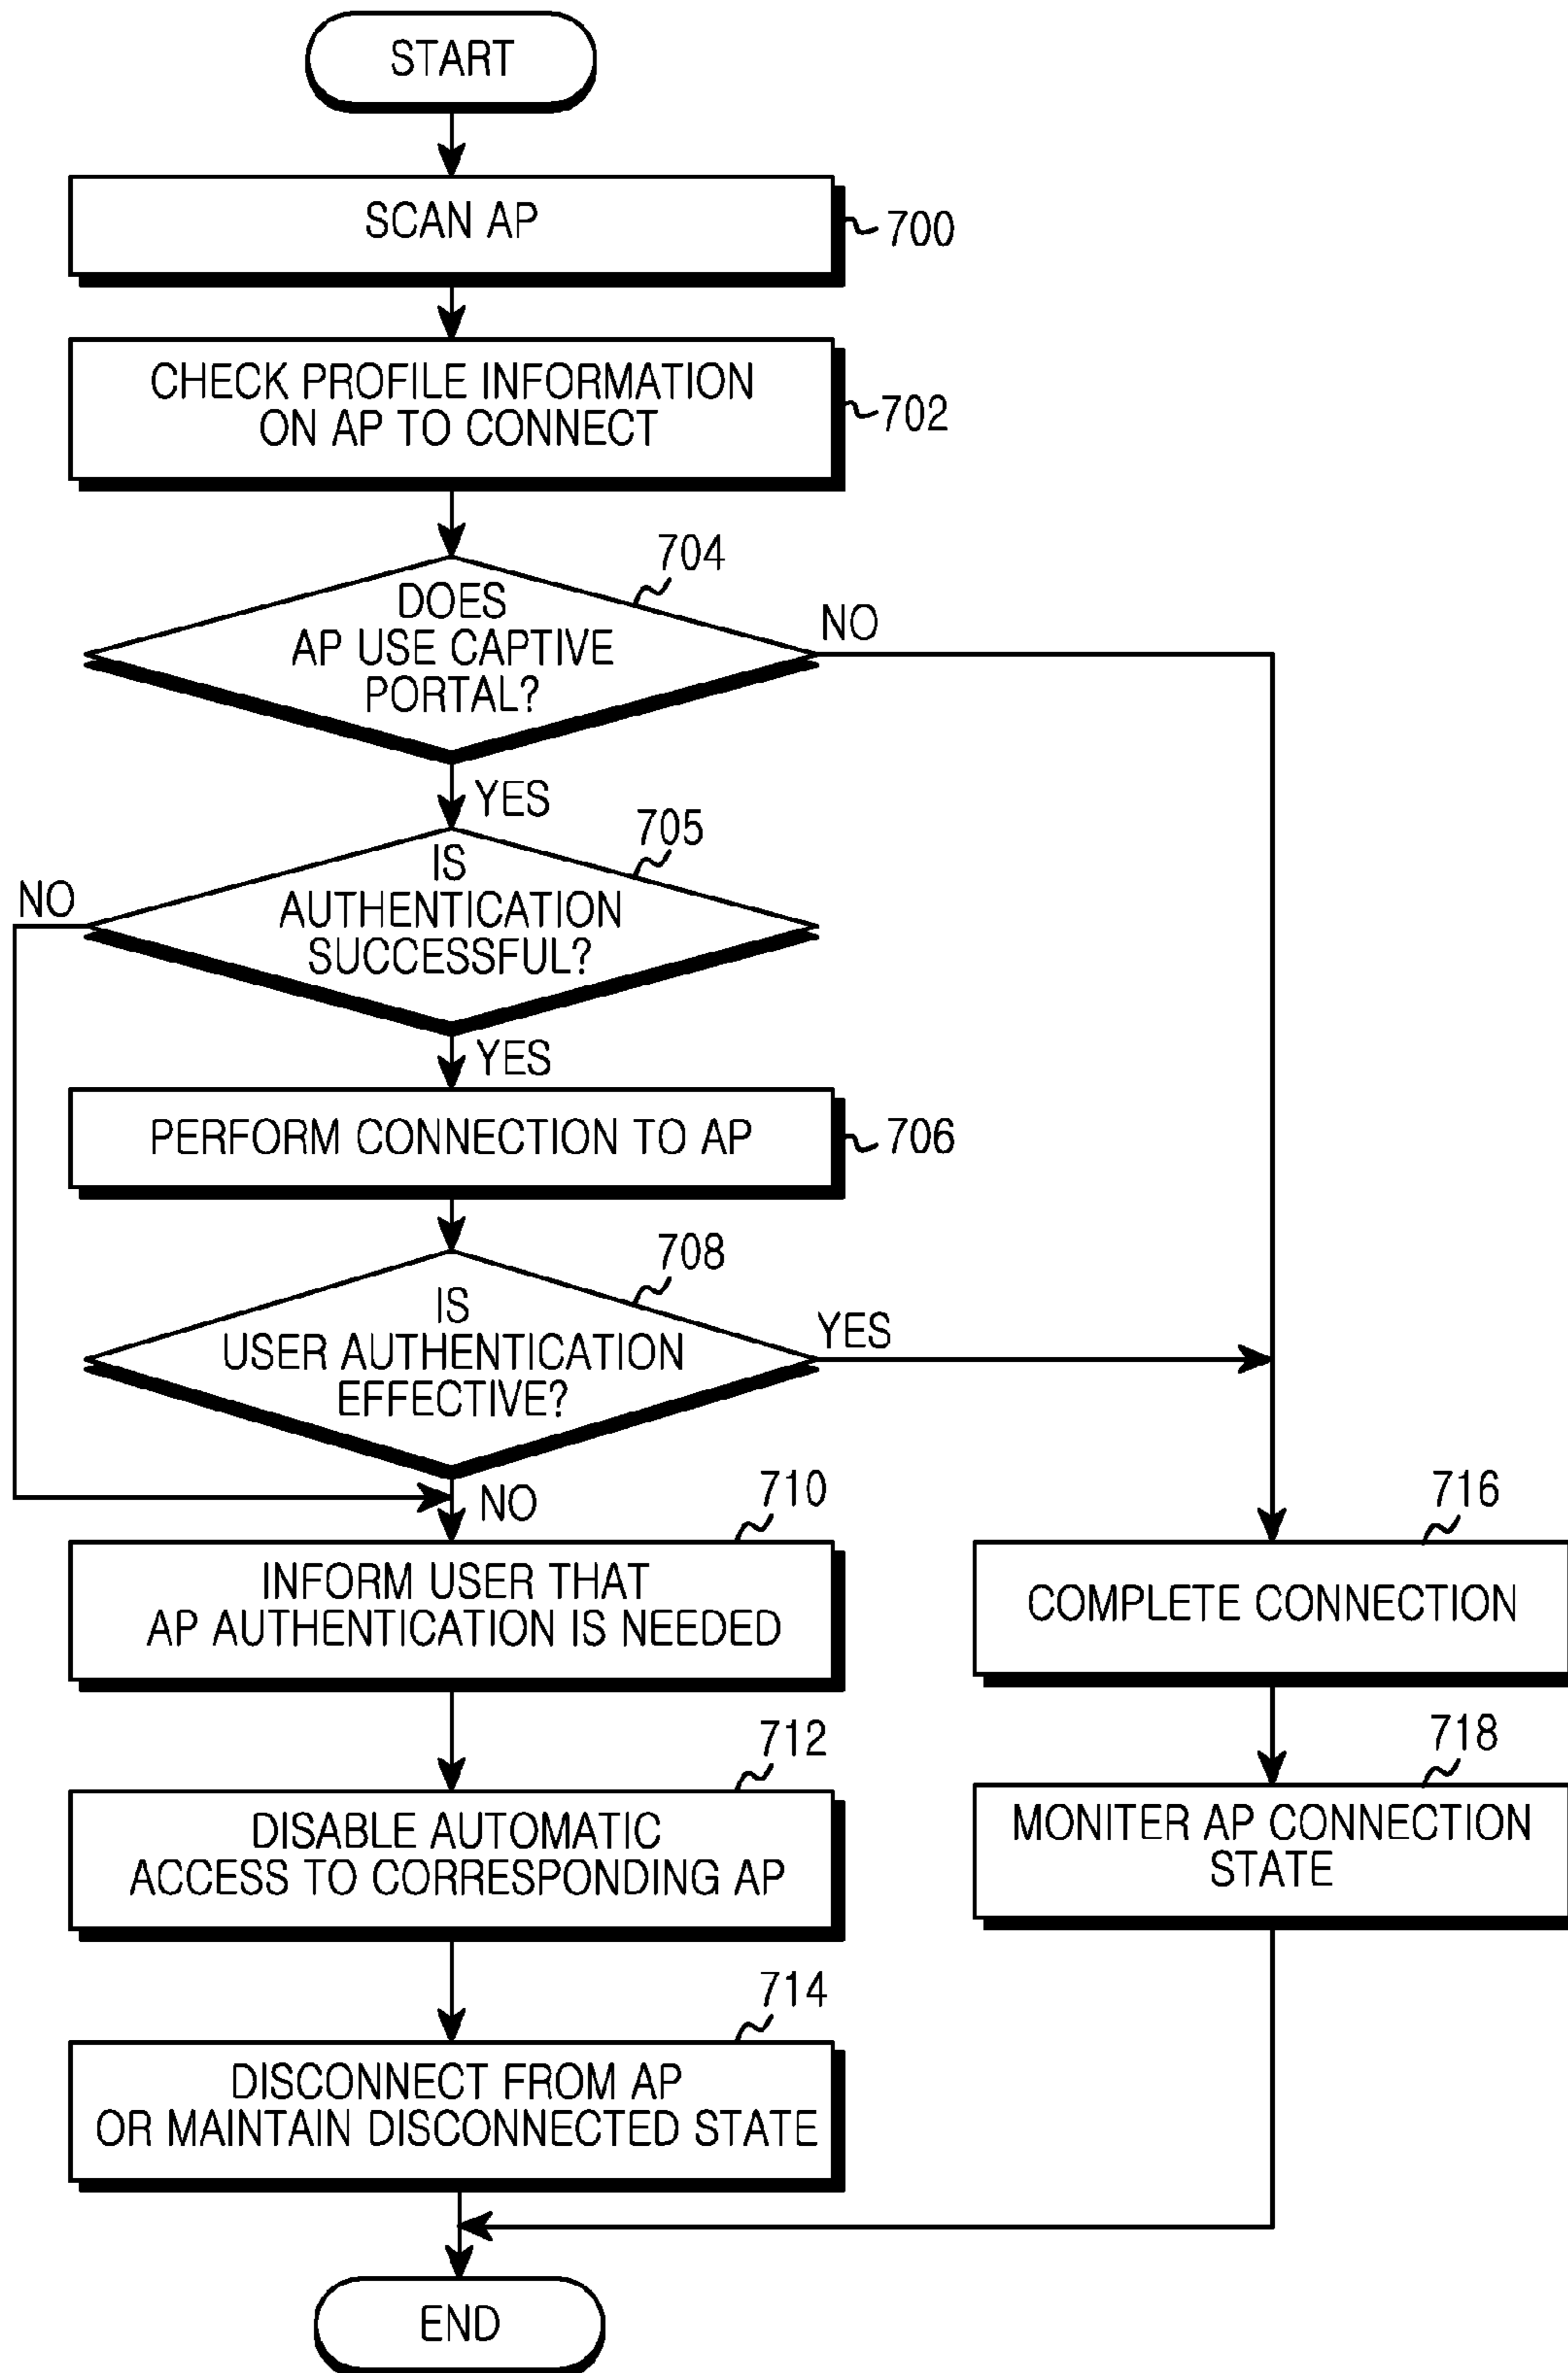 START
SCAN AP
700
CHECK PROFILE INFORMATION
ON AP TO CONNECT
702
704
DOES
AP USE CAPTIVE
PORTAL?
NO
YES
705
IS
AUTHENTICATION
SUCCESSFUL?
NO
YES
PERFORM CONNECTION TO AP
706
708
IS
USER AUTHENTICATION
EFFECTIVE?
YES
NO
710
INFORM USER THAT
AP AUTHENTICATION IS NEEDED
716
COMPLETE CONNECTION
712
DISABLE AUTOMATIC
ACCESS TO CORRESPONDING AP
718
MONITER AP CONNECTION
STATE
714
DISCONNECT FROM AP
OR MAINTAIN DISCONNECTED STATE
END